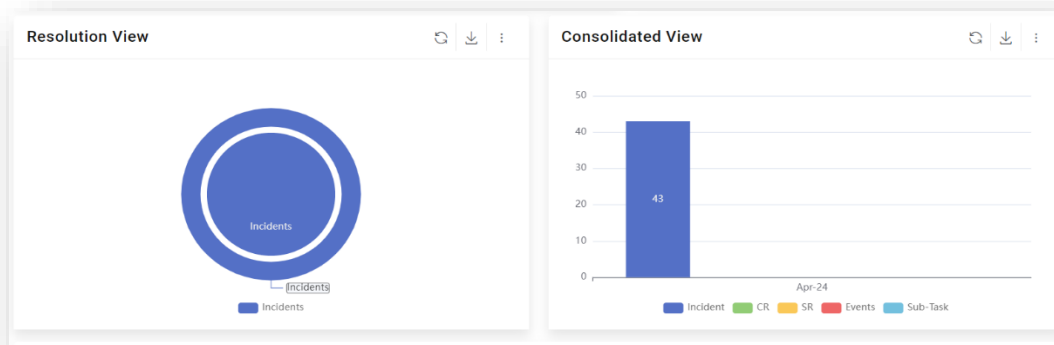 Resolution View
Incidents
Incidents
Incidents
Consolidated View
50
40
30
20
10
0
43
Apr-24
Incident CR SR Events Sub-Task